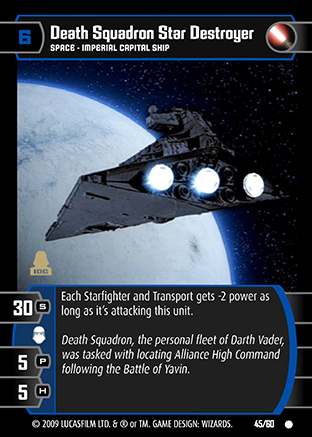 6
Death Squadron Star Destroyer
SPACE - IMPERIAL CAPITAL SHIP
IDC
30 S
Each Starfighter and Transport gets -2 power as
long as it's attacking this unit.
5 P
Death Squadron, the personal fleet of Darth Vader,
was tasked with locating Alliance High Command
following the Battle of Yavin.
5 H
© 2009 LUCASFILM LTD. & ® or TM. GAME DESIGN: WIZARDS.
45/60